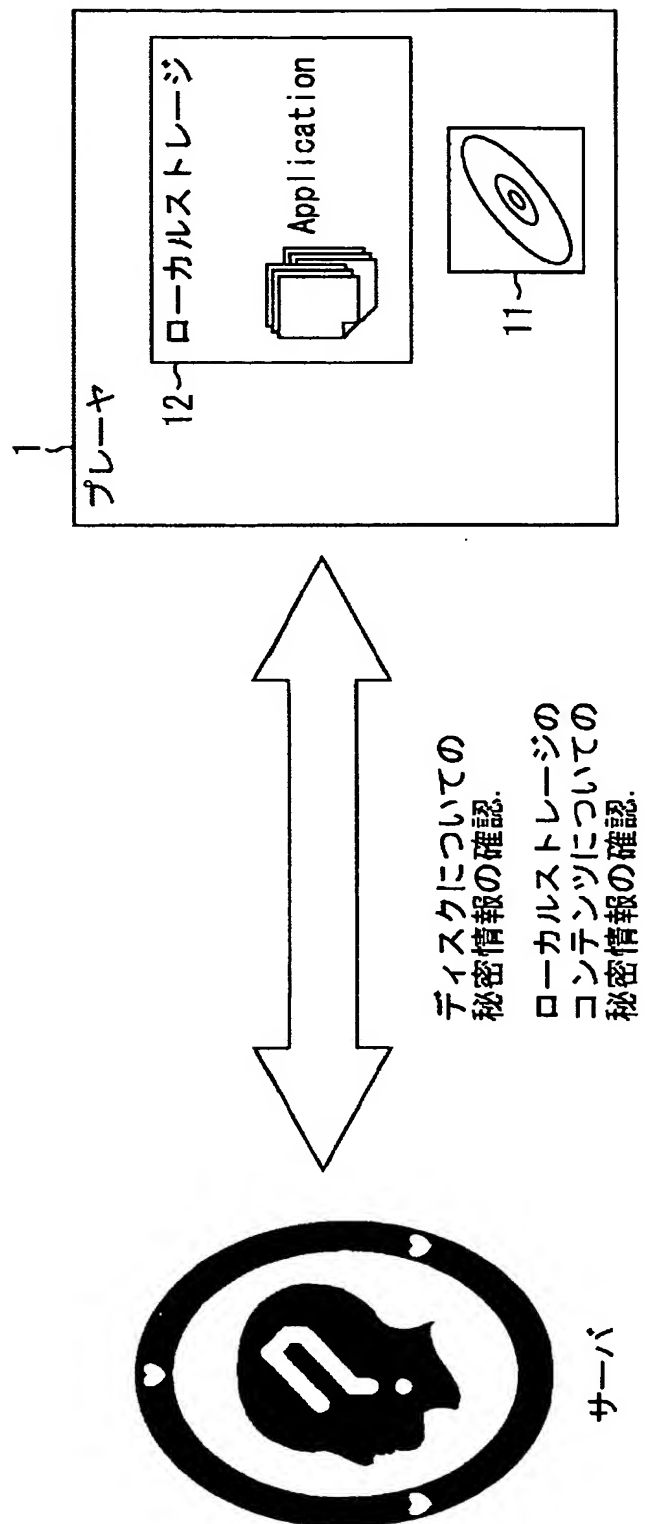 1
プレーヤ
12
ローカルストレージ
Application
11
ディスクについての
秘密情報の確認.
ローカルストレージの
コンテンツについての
秘密情報の確認.
サーバ